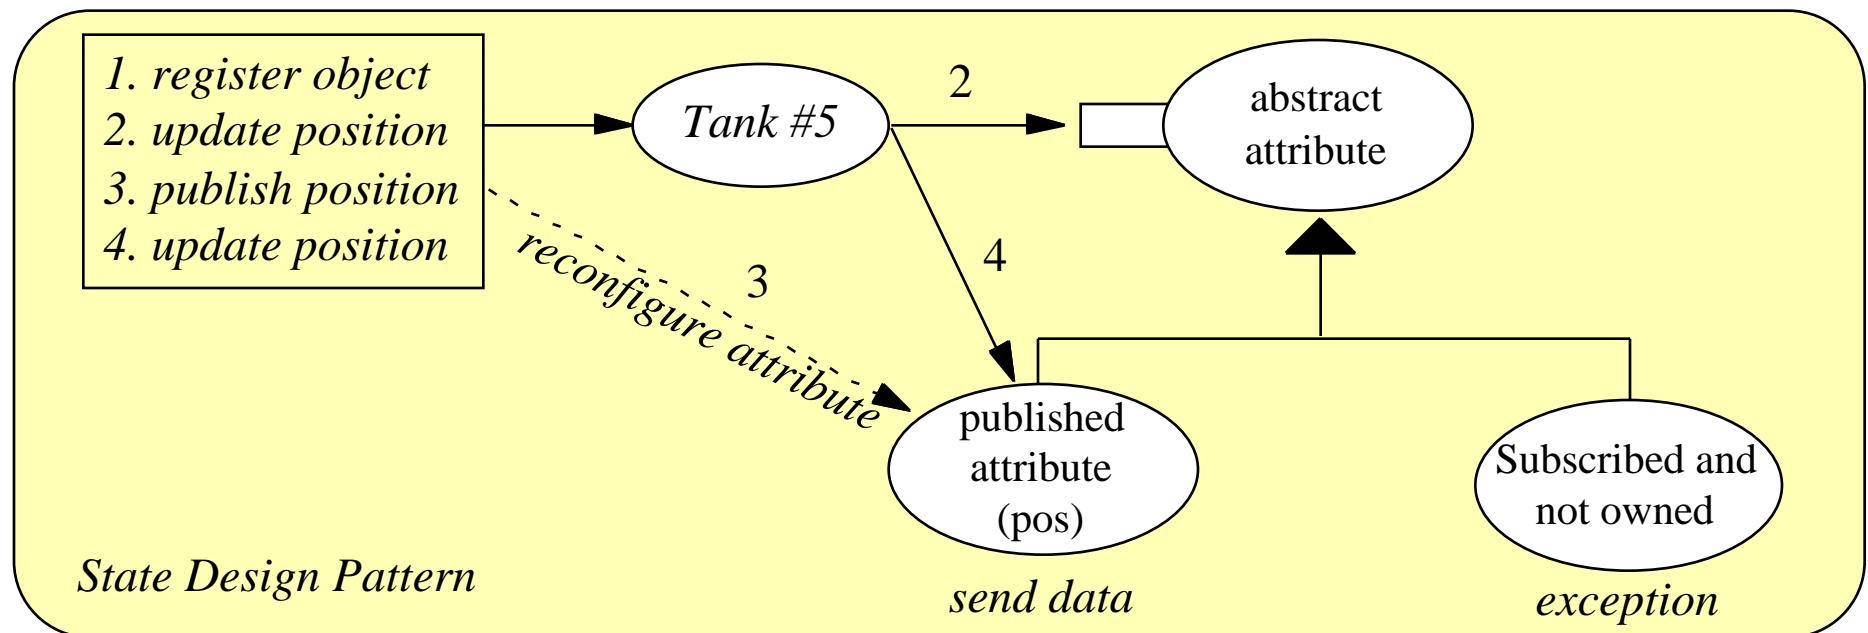 1. register object
2. update position
3. publish position
4. update position
Tank #5
2
abstract
attribute
3
4
reconfigure attribute
published
attribute
(pos)
Subscribed and
not owned
State Design Pattern
send data
exception